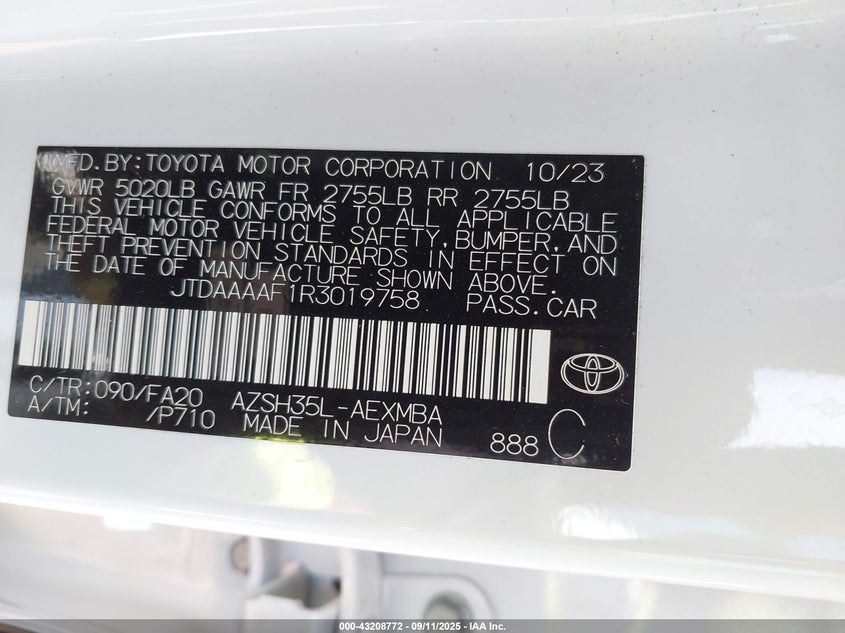 MFD.BY:TOYOTA MOTOR CORPORATION 10/23
GVWR 5020LB GAWR FR 2755LB RR 2755LB
THIS VEHICLE CONFORMS TO ALL APPLICABLE
FEDERAL MOTOR VEHICLE SAFETY,BUMPER,AND
THEFT PREVENTION STANDARDS IN EFFECT ON
THE DATE OF MANUFACTURE SHOWN ABOVE.
JTDAAAAF1R3019758 PASS.CAR
C/TR:090/FA20 AZSH35L-AEXMBA
A/TM: /P710 MADE IN JAPAN 888 C
000-43208772 - 09/11/2025 - IAA Inc.